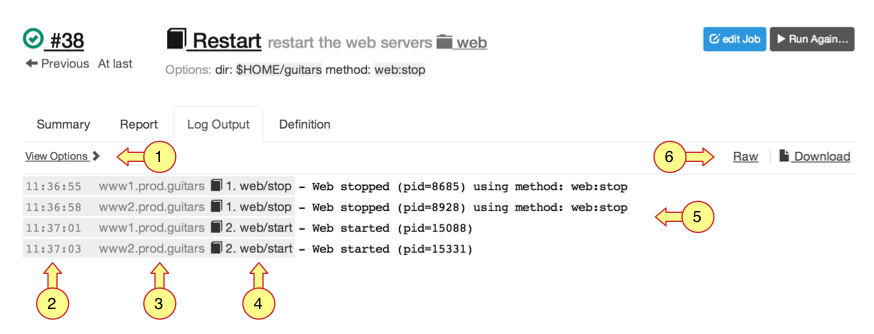 #38
Restart restart the web servers web
edit Job
Run Again...
Previous At last
Options: dir: $HOME/guitars method: web:stop
Summary Report Log Output Definition
View Options
1
6
Raw
Download
11:36:55 www1.prod.guitars 1. web/stop - Web stopped (pid=8685) using method: web:stop
11:36:58 www2.prod.guitars 1. web/stop - Web stopped (pid=8928) using method: web:stop
5
11:37:01 www1.prod.guitars 2. web/start - Web started (pid=15088)
11:37:03 www2.prod.guitars 2. web/start - Web started (pid=15331)
2
3
4